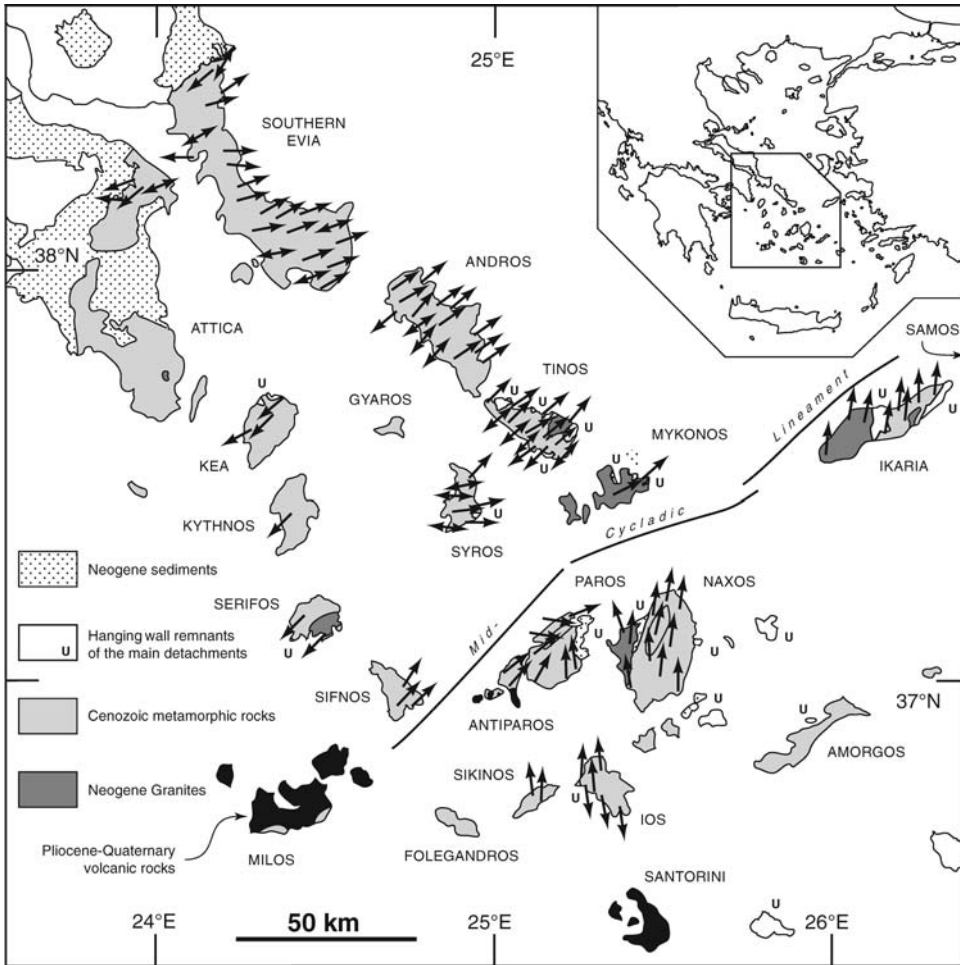 25°E
SOUTHERN
EVIA
38°N
ANDROS
ATTICA
SAMOS
TINOS
U
U
U
U
U
GYAROS
MYKONOS
Lineament
U
U
KEA
U
U
IKARIA
KYTHNOS
SYROS
U
Cycladic
Neogene sediments
PAROS
NAXOS
SERIFOS
U
Mid-
U
U
U
U
Hanging wall remnants
U of the main detachments
SIFNOS
37°N
ANTIPAROS
U
U
AMORGOS
Cenozoic metamorphic rocks
SIKINOS
U
IOS
Neogene Granites
Pliocene-Quaternary
volcanic rocks
MILOS
FOLEGANDROS
SANTORINI
U
24°E
50 km
25°E
26°E